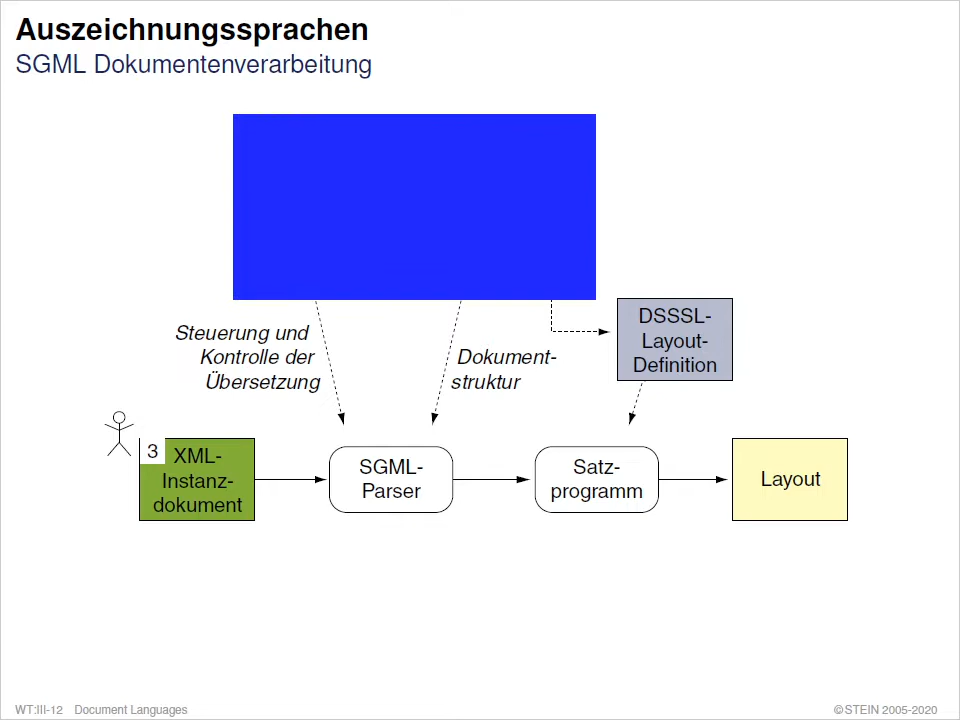 Auszeichnungssprachen
SGML Dokumentenverarbeitung
Steuerung und
Kontrolle der
Übersetzung
Dokument-
struktur
DSSSL-
Layout-
Definition
3
XML-
Instanz-
dokument
SGML-
Parser
Satz-
programm
Layout
WT:III-12 Document Languages
©STEIN 2005-2020